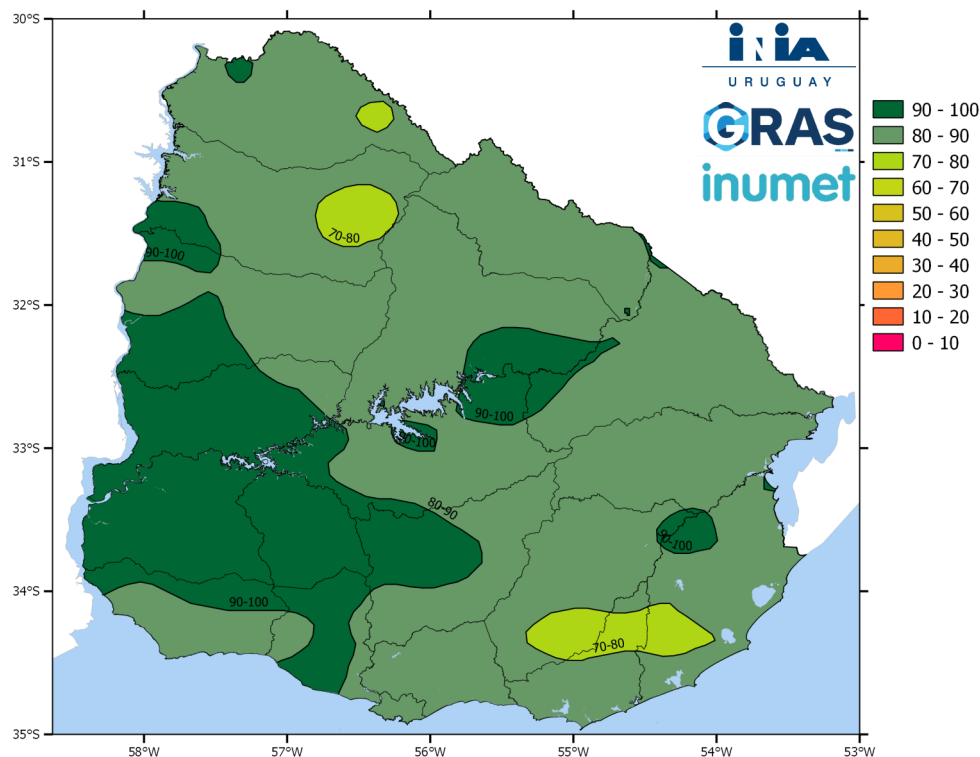 30°S
31°S
32°S
33°S
34°S
35°S
58°W
57°W
56°W
55°W
54°W
53°W
iNiA
URUGUAY
GRAS
inumet
90 - 100
80 - 90
70 - 80
60 - 70
50 - 60
40 - 50
30 - 40
20 - 30
10 - 20
0 - 10
70-80
90-100
90-100
90-100
80-90
90-100
90-100
70-80